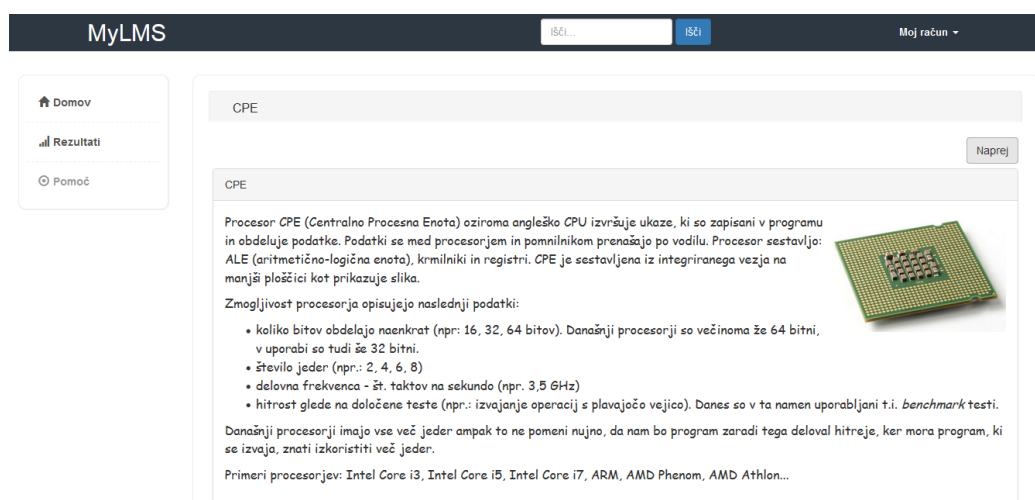 MyLMS
Išči...
Išči
Moj račun
Domov
Rezultati
Pomoč
CPE
Naprej
CPE
Procesor CPE (Centralno Procesna Enota) oziroma angleško CPU izvršuje ukaze, ki so zapisani v programu
in obdeluje podatke. Podatki se med procesorjem in pomnilnikom prenašajo po vodilu. Procesor sestavljo:
ALE (aritmetično-logična enota), krmilniki in registri. CPE je sestavljena iz integriranega vezja na
manjši ploščici kot prikazuje slika.
Zmogljivost procesorja opisujejo naslednji podatki:
• koliko bitov obdelajo naenkrat (npr: 16, 32, 64 bitov). Današnji procesorji so večinoma že 64 bitni,
v uporabi so tudi še 32 bitni.
• število jeder (npr.: 2, 4, 6, 8)
• delovna frekvenca - št. taktov na sekundo (npr. 3,5 GHz)
• hitrost glede na določene teste (npr.: izvajanje operacij s plavajočo vejico). Danes so v ta namen uporabljani t.i. benchmark testi.
Današnji procesorji imajo vse več jeder ampak to ne pomeni nujno, da nam bo program zaradi tega deloval hitreje, ker mora program, ki
se izvaja, znati izkoristiti več jeder.
Primeri procesorjev: Intel Core i3, Intel Core i5, Intel Core i7, ARM, AMD Phenom, AMD Athlon...